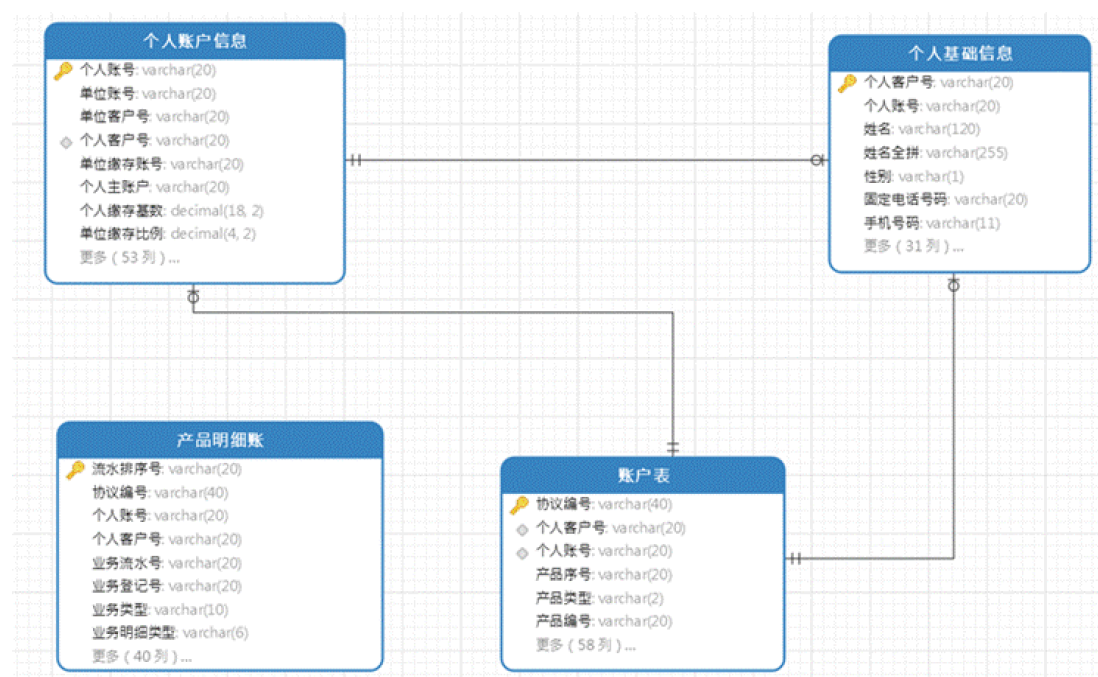 个人账户信息
个人账号: varchar(20)
单位账号: varchar(20)
单位客户号: varchar(20)
个人客户号: varchar(20)
单位缴存账号: varchar(20)
个人主账户: varchar(20)
个人缴存基数: decimal(18, 2)
单位缴存比例: decimal(4, 2)
更多 ( 53 列 ) ...
个人基础信息
个人客户号: varchar(20)
个人账号: varchar(20)
姓名: varchar(120)
姓名全拼: varchar(255)
性别: varchar(1)
固定电话号码: varchar(20)
手机号码: varchar(11)
更多 ( 31 列 ) ...
产品明细账
流水排序号: varchar(20)
协议编号: varchar(40)
个人账号: varchar(20)
个人客户号: varchar(20)
业务流水号: varchar(20)
业务登记号: varchar(20)
业务类型: varchar(10)
业务明细类型: varchar(6)
更多 ( 40 列 ) ...
账户表
协议编号: varchar(40)
个人客户号: varchar(20)
个人账号: varchar(20)
产品序号: varchar(20)
产品类型: varchar(2)
产品编号: varchar(20)
更多 ( 58 列 ) ...